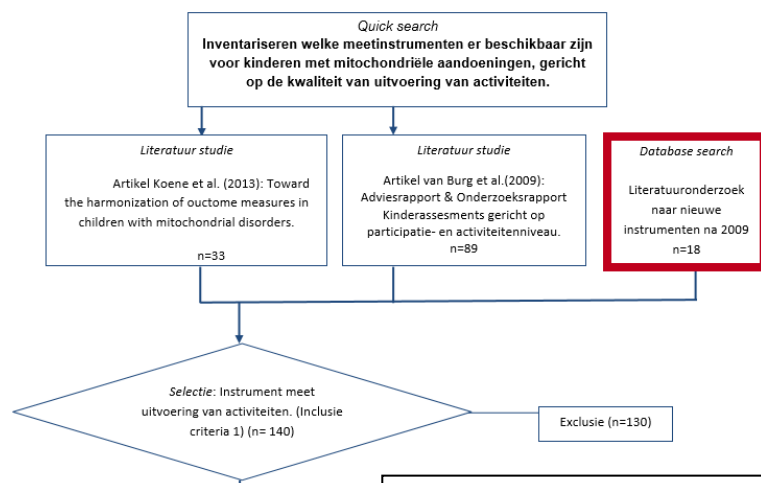 Quick search
Inventariseren welke meetinstrumenten er beschikbaar zijn
voor kinderen met mitochondriële aandoeningen, gericht
op de kwaliteit van uitvoering van activiteiten.
Literatuur studie
Artikel Koene et al. (2013): Toward
the harmonization of ouctome measures in
children with mitochondrial disorders.
n=33
Literatuur studie
Artikel van Burg et al.(2009):
Adviesrapport & Onderzoeksrapport
Kinderassesments gericht op
participatie- en activiteitenniveau.
n=89
Database search
Literatuuronderzoek
naar nieuwe
instrumenten na 2009
n=18
Selectie: Instrument meet
uitvoering van activiteiten. (Inclusie
criteria 1) (n= 140)
Exclusie (n=130)